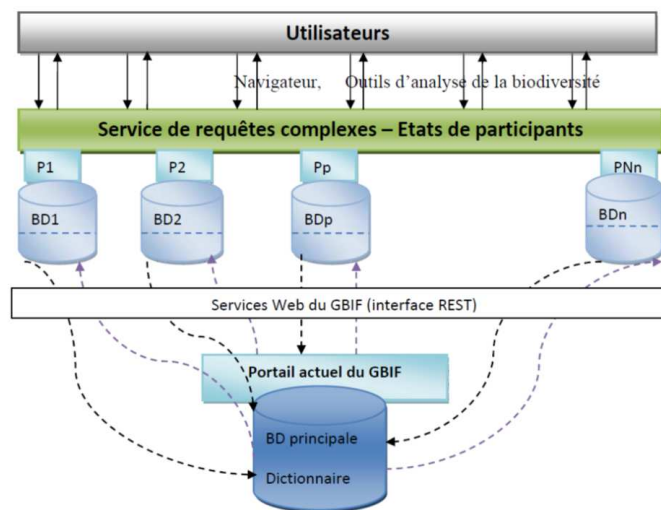 Utilisateurs
Navigateur, Outils d'analyse de la biodiversité
Service de requêtes complexes – Etats de participants
P1 P2 Pp PNn
BD1 BD2 BDp BDn
Services Web du GBIF (interface REST)
Portail actuel du GBIF
BD principale
Dictionnaire